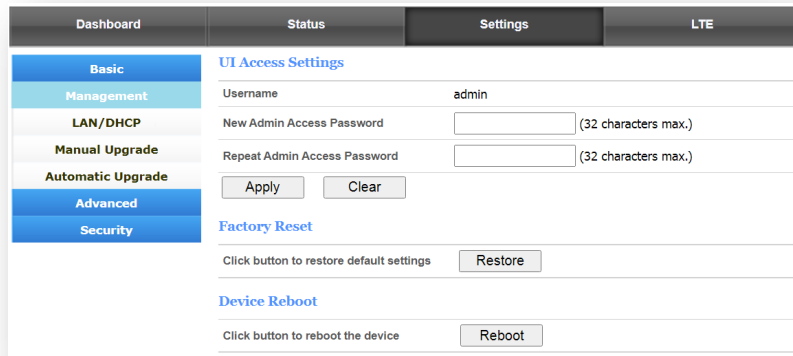 Dashboard Status Settings LTE
Basic
Management
LAN/DHCP
Manual Upgrade
Automatic Upgrade
Advanced
Security
UI Access Settings
Username admin
New Admin Access Password (32 characters max.)
Repeat Admin Access Password (32 characters max.)
Apply Clear
Factory Reset
Click button to restore default settings Restore
Device Reboot
Click button to reboot the device Reboot